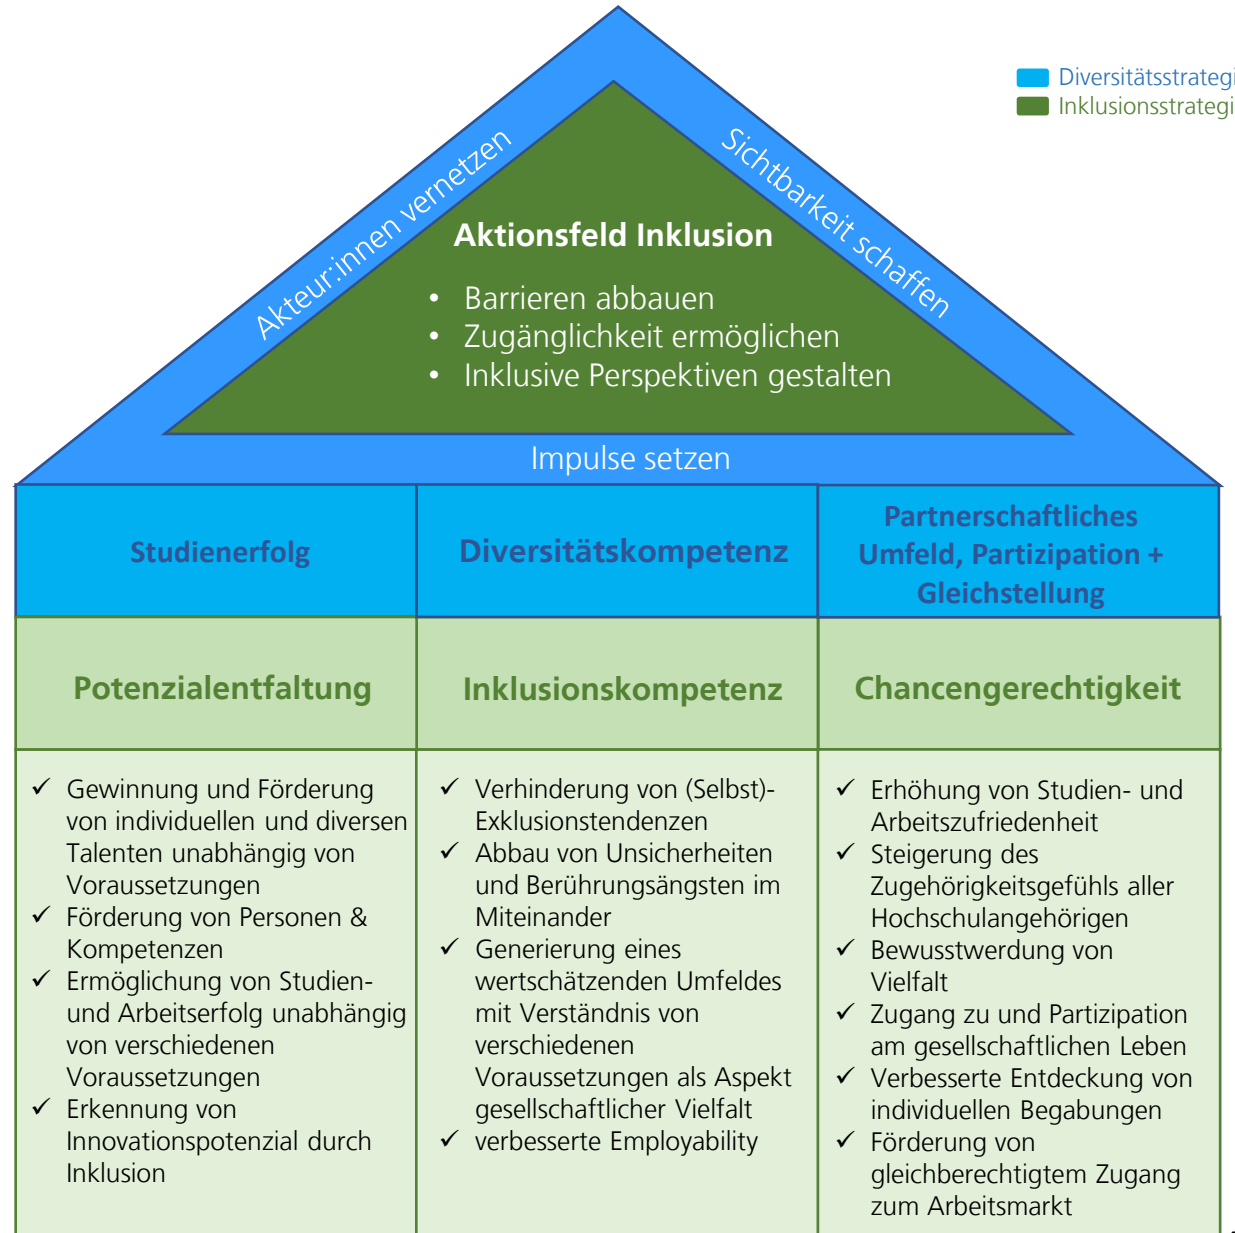 Diversitätsstrategi
Inklusionsstrategi
Akteur:innen vernetzen
Sichtbarkeit schaffen
Aktionsfeld Inklusion
• Barrieren abbauen
• Zugänglichkeit ermöglichen
• Inklusive Perspektiven gestalten
Impulse setzen
Studienerfolg
Diversitätskompetenz
Partnerschaftliches
Umfeld, Partizipation +
Gleichstellung
Potenzialentfaltung
Inklusionskompetenz
Chancengerechtigkeit
✓ Gewinnung und Förderung
von individuellen und diversen
Talenten unabhängig von
Voraussetzungen
✓ Förderung von Personen &
Kompetenzen
✓ Ermöglichung von Studien-
und Arbeitserfolg unabhängig
von verschiedenen
Voraussetzungen
✓ Erkennung von
Innovationspotenzial durch
Inklusion
✓ Verhinderung von (Selbst)-
Exklusionstendenzen
✓ Abbau von Unsicherheiten
und Berührungsängsten im
Miteinander
✓ Generierung eines
wertschätzenden Umfeldes
mit Verständnis von
verschiedenen
Voraussetzungen als Aspekt
gesellschaftlicher Vielfalt
✓ verbesserte Employability
✓ Erhöhung von Studien- und
Arbeitszufriedenheit
✓ Steigerung des
Zugehörigkeitsgefühls aller
Hochschulangehörigen
✓ Bewusstwerdung von
Vielfalt
✓ Zugang zu und Partizipation
am gesellschaftlichen Leben
✓ Verbesserte Entdeckung von
individuellen Begabungen
✓ Förderung von
gleichberechtigtem Zugang
zum Arbeitsmarkt